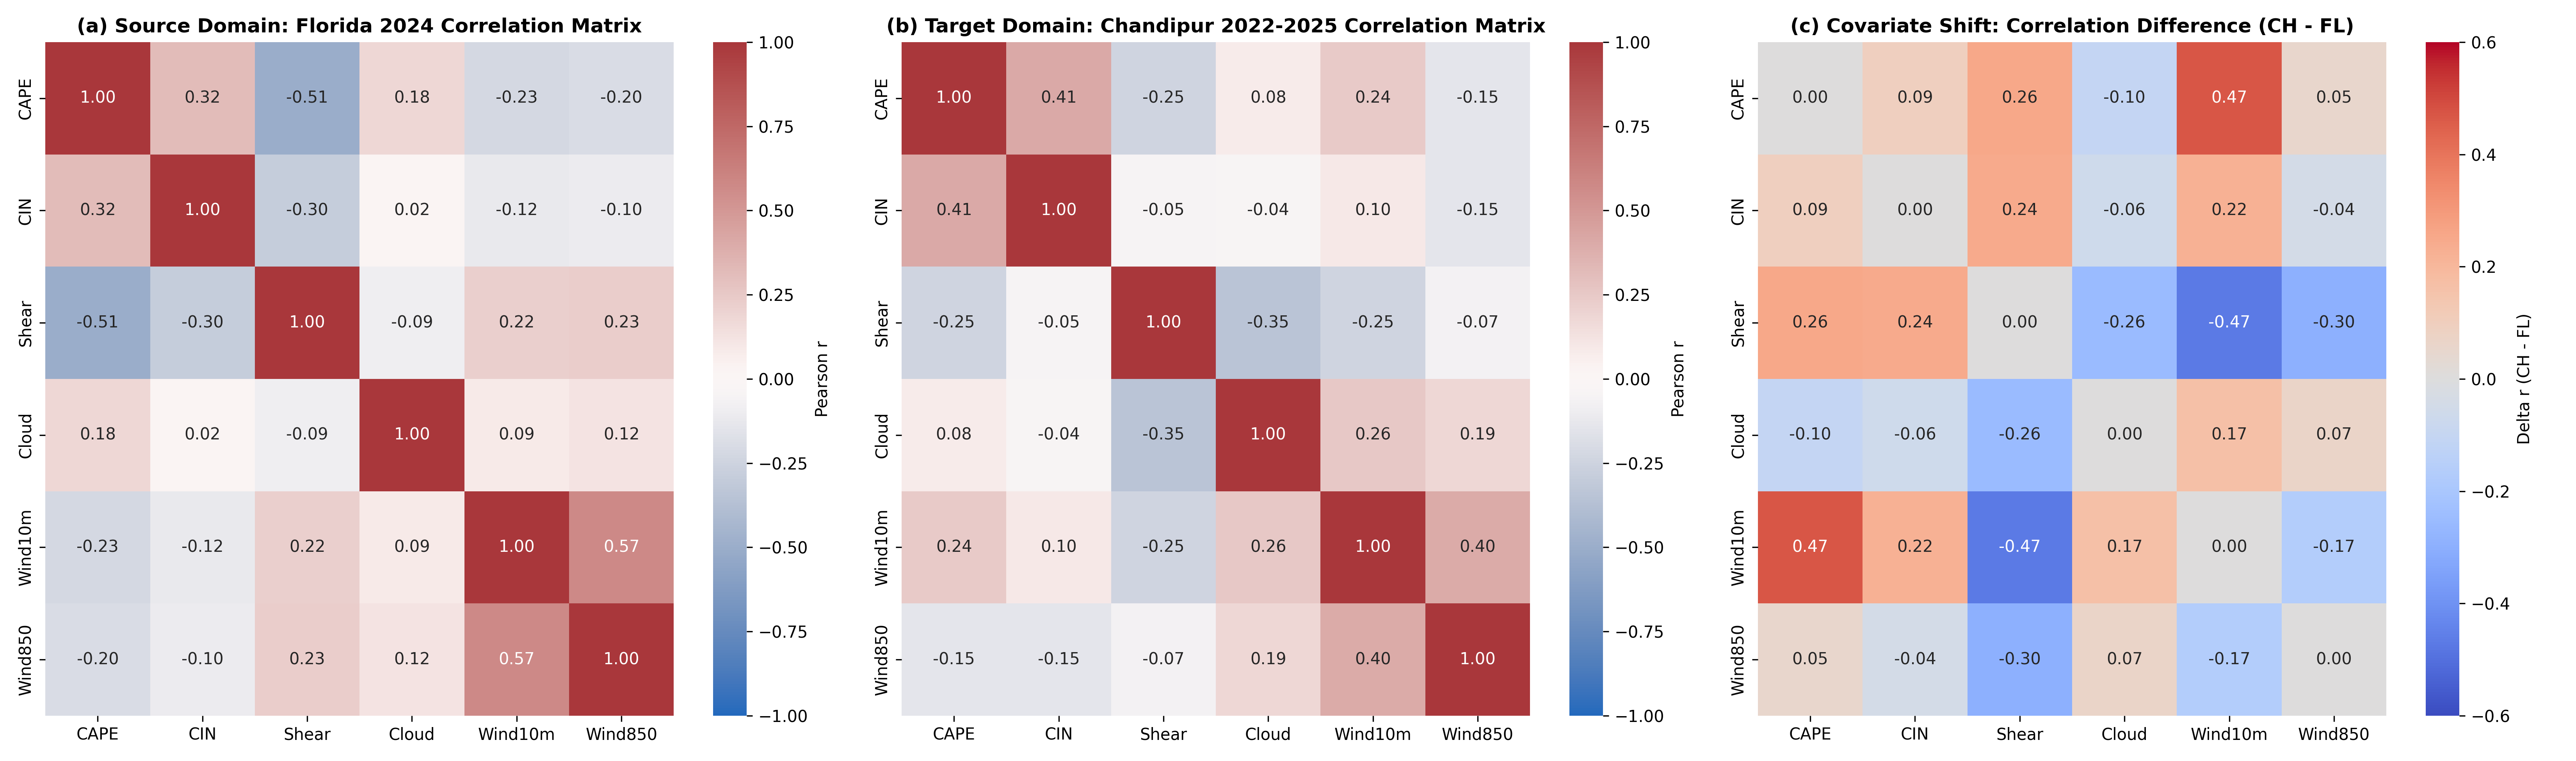 (a) Source Domain: Florida 2024 Correlation Matrix
CAPE 1.00 0.32 -0.51 0.18 -0.23 -0.20
CIN 0.32 1.00 -0.30 0.02 -0.12 -0.10
Shear -0.51 -0.30 1.00 -0.09 0.22 0.23
Cloud 0.18 0.02 -0.09 1.00 0.09 0.12
Wind10m -0.23 -0.12 0.22 0.09 1.00 0.57
Wind850 -0.20 -0.10 0.23 0.12 0.57 1.00
CAPE CIN Shear Cloud Wind10m Wind850
1.00
0.75
0.50
0.25
0.00
−0.25
−0.50
−0.75
−1.00
Pearson r
(b) Target Domain: Chandipur 2022-2025 Correlation Matrix
CAPE 1.00 0.41 -0.25 0.08 0.24 -0.15
CIN 0.41 1.00 -0.05 -0.04 0.10 -0.15
Shear -0.25 -0.05 1.00 -0.35 -0.25 -0.07
Cloud 0.08 -0.04 -0.35 1.00 0.26 0.19
Wind10m 0.24 0.10 -0.25 0.26 1.00 0.40
Wind850 -0.15 -0.15 -0.07 0.19 0.40 1.00
CAPE CIN Shear Cloud Wind10m Wind850
1.00
0.75
0.50
0.25
0.00
−0.25
−0.50
−0.75
−1.00
Pearson r
(c) Covariate Shift: Correlation Difference (CH - FL)
CAPE 0.00 0.09 0.26 -0.10 0.47 0.05
CIN 0.09 0.00 0.24 -0.06 0.22 -0.04
Shear 0.26 0.24 0.00 -0.26 -0.47 -0.30
Cloud -0.10 -0.06 -0.26 0.00 0.17 0.07
Wind10m 0.47 0.22 -0.47 0.17 0.00 -0.17
Wind850 0.05 -0.04 -0.30 0.07 -0.17 0.00
CAPE CIN Shear Cloud Wind10m Wind850
0.6
0.4
0.2
0.0
−0.2
−0.4
−0.6
Delta r (CH - FL)